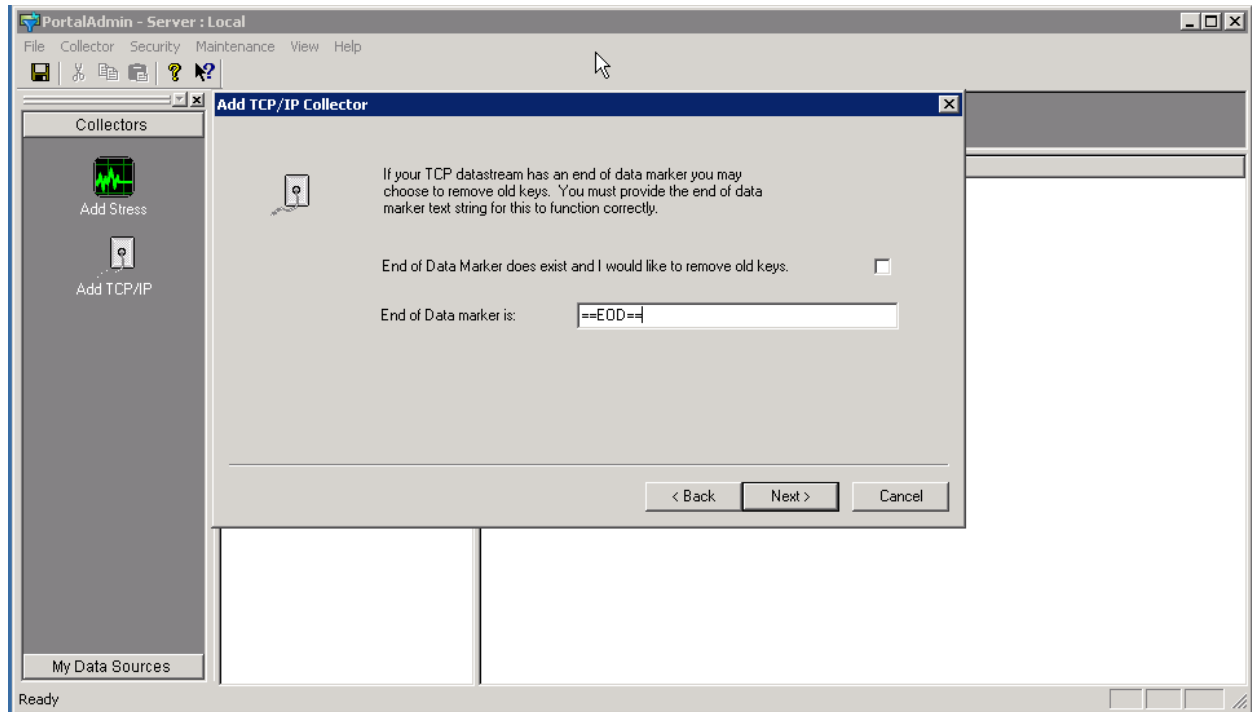 PortalAdmin - Server : Local
File Collector Security Maintenance View Help
Collectors
Add Stress
Add TCP/IP
My Data Sources
Add TCP/IP Collector
If your TCP datastream has an end of data marker you may
choose to remove old keys. You must provide the end of data
marker text string for this to function correctly.
End of Data Marker does exist and I would like to remove old keys.
End of Data marker is: ==EOD==
< Back Next > Cancel
Ready